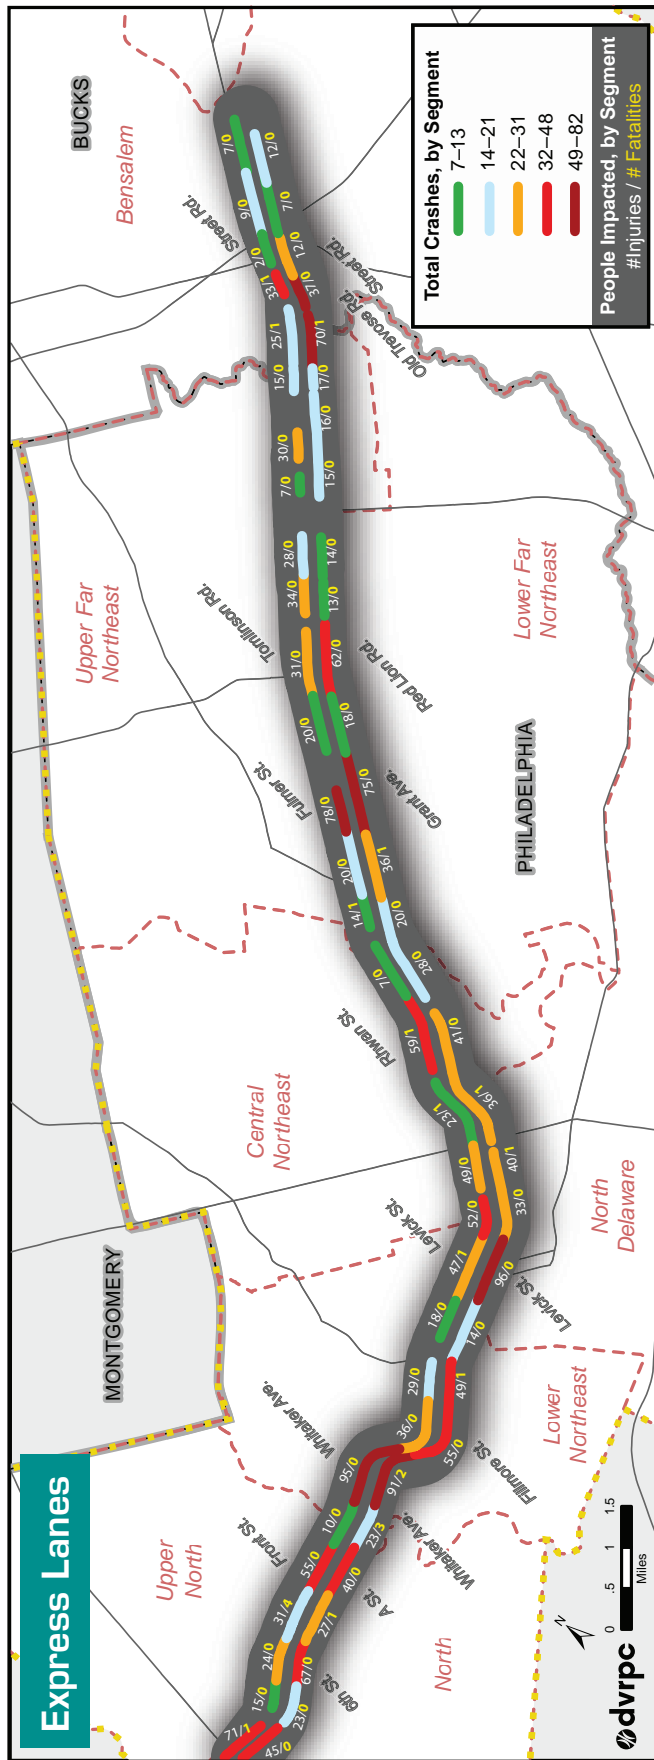 Express Lanes
MONTGOMERY
BUCKS
PHILADELPHIA
Upper
North
North
Lower
Northeast
North
Delaware
Central
Northeast
Upper Far
Northeast
Lower Far
Northeast
Bensalem
6th St.
A St.
Front St.
Whitaker Ave.
Whitaker Ave.
Fillmore St.
Levick St.
Levick St.
Rhwan St.
Fulmer St.
Grant Ave.
Tomlinson Rd.
Red Lion Rd.
Old Trevose Rd.
Street Rd.
Street Rd.
71/1
15/0
24/0
31/4
55/0
10/0
95/0
36/0
29/0
18/0
47/1
52/0
49/0
23/1
59/1
7/0
14/1
20/0
78/0
20/0
31/0
34/0
28/0
7/0
30/0
15/0
25/1
33/1
2/0
9/0
7/0
45/0
23/0
67/0
27/1
40/0
23/3
91/2
55/0
49/1
14/0
96/0
33/0
40/1
36/1
41/0
28/0
20/0
36/1
75/0
18/0
62/0
13/0
14/0
15/0
16/0
17/0
70/1
37/0
12/0
7/0
12/0
Total Crashes, by Segment
7–13
14–21
22–31
32–48
49–82
People Impacted, by Segment
#Injuries / # Fatalities
dvrpc
N
0 .5 1 1.5
Miles